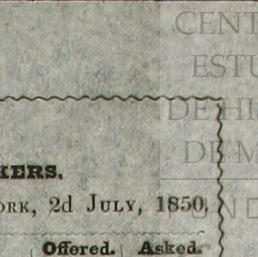 CENT
ESTU
DE HI
DE M
KERS.
ORK, 2d JULY, 1850.
Offered. Asked.